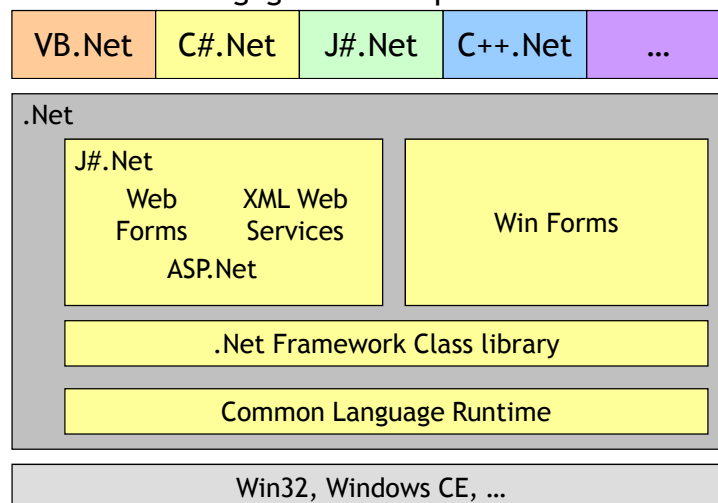 VB.Net C#.Net J#.Net C++.Net …
.Net
J#.Net
Web XML Web
Forms Services
ASP.Net
Win Forms
.Net Framework Class library
Common Language Runtime
Win32, Windows CE, …